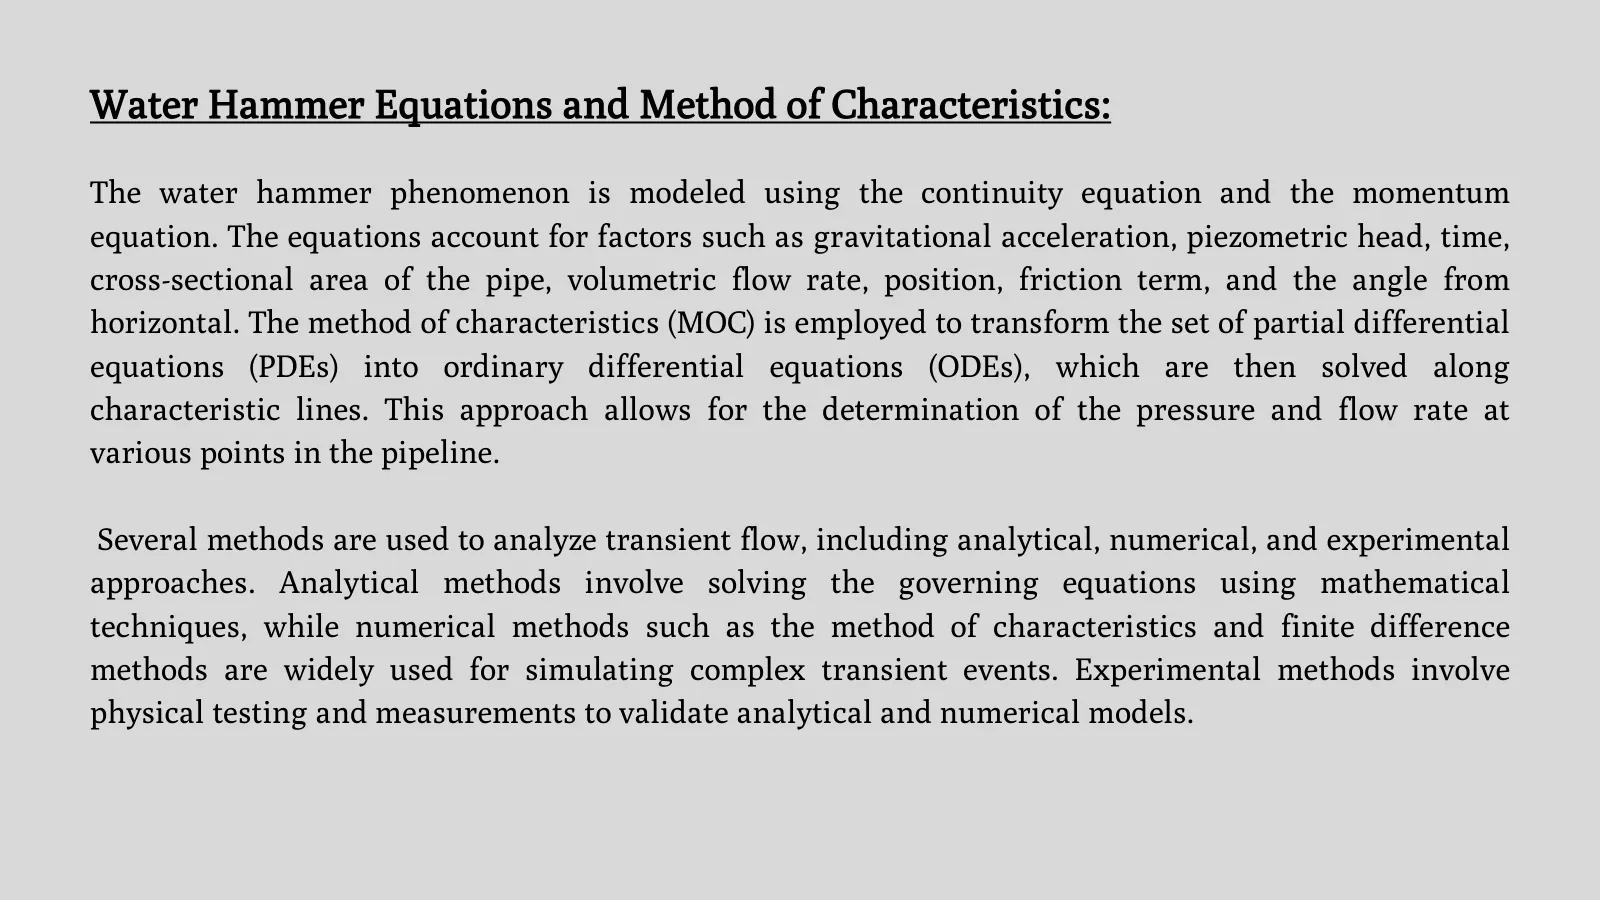 Water Hammer Equations and Method of Characteristics:
The water hammer phenomenon is modeled using the continuity equation and the momentum
equation. The equations account for factors such as gravitational acceleration, piezometric head, time,
cross-sectional area of the pipe, volumetric flow rate, position, friction term, and the angle from
horizontal. The method of characteristics (MOC) is employed to transform the set of partial differential
equations (PDEs) into ordinary differential equations (ODEs), which are then solved along
characteristic lines. This approach allows for the determination of the pressure and flow rate at
various points in the pipeline.
Several methods are used to analyze transient flow, including analytical, numerical, and experimental
approaches. Analytical methods involve solving the governing equations using mathematical
techniques, while numerical methods such as the method of characteristics and finite difference
methods are widely used for simulating complex transient events. Experimental methods involve
physical testing and measurements to validate analytical and numerical models.